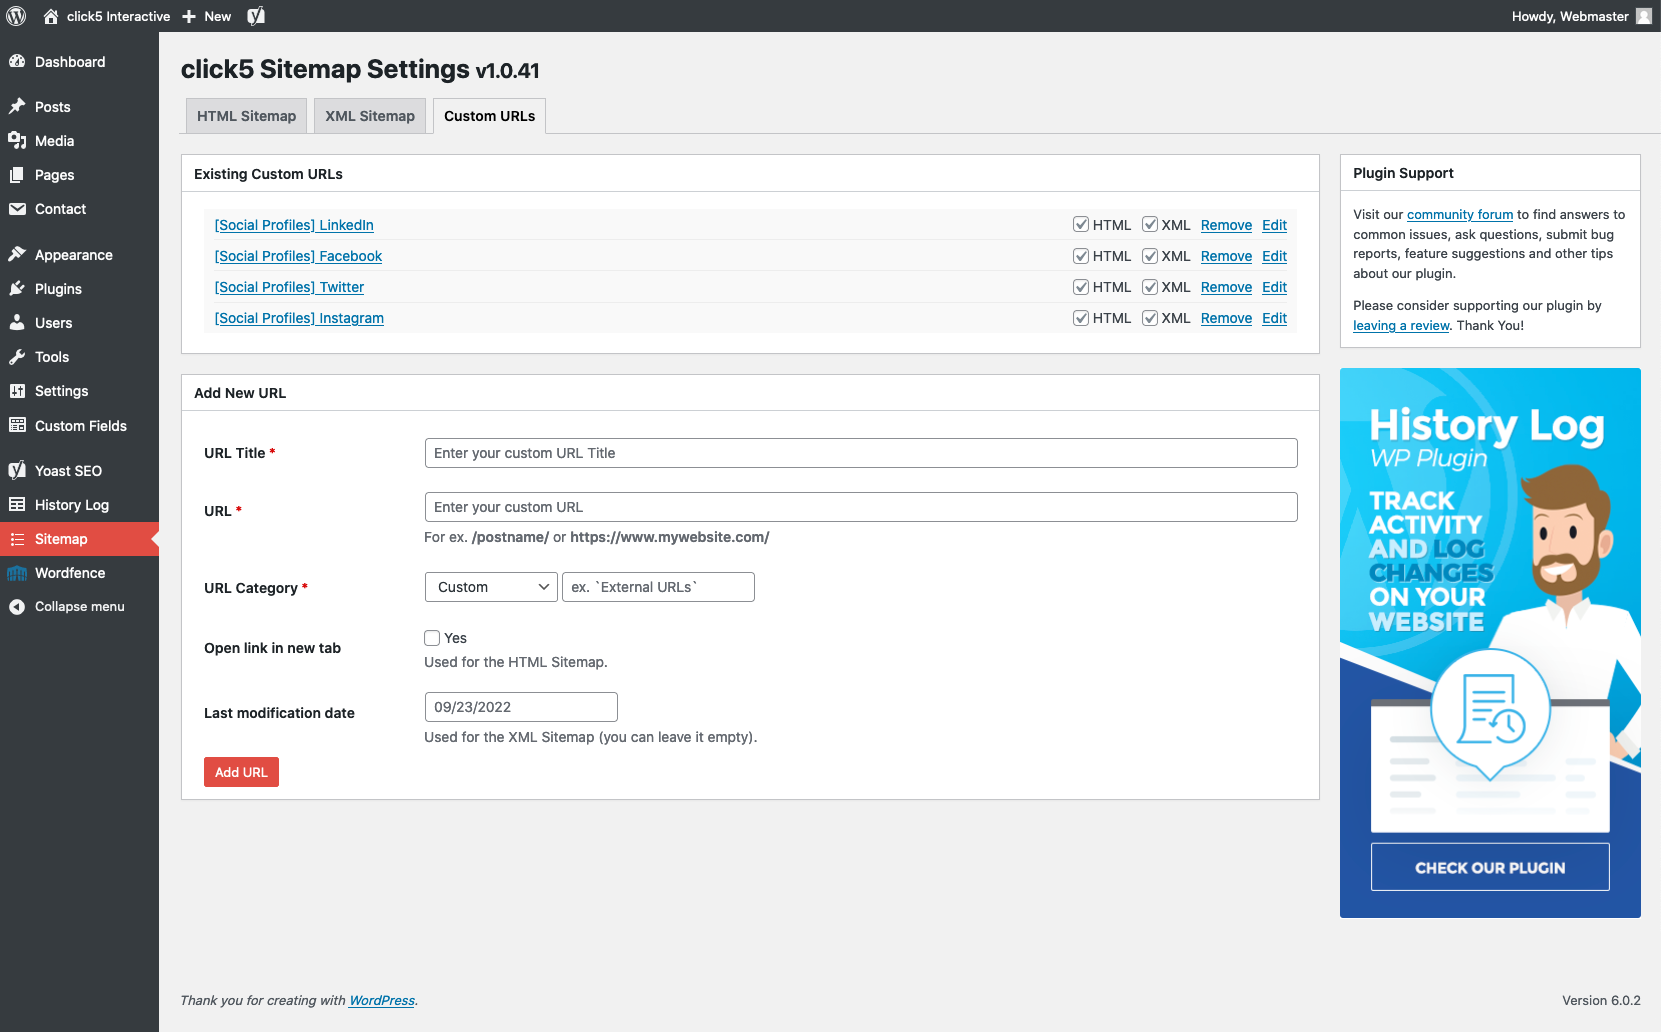 click5 Interactive
New
Howdy, Webmaster
Dashboard
Posts
Media
Pages
Contact
Appearance
Plugins
Users
Tools
Settings
Custom Fields
Yoast SEO
History Log
Sitemap
Wordfence
Collapse menu
click5 Sitemap Settings v1.0.41
HTML Sitemap
XML Sitemap
Custom URLs
Existing Custom URLs
[Social Profiles] LinkedIn HTML XML Remove Edit
[Social Profiles] Facebook HTML XML Remove Edit
[Social Profiles] Twitter HTML XML Remove Edit
[Social Profiles] Instagram HTML XML Remove Edit
Add New URL
URL Title *
Enter your custom URL Title
URL *
Enter your custom URL
For ex. /postname/ or https://www.mywebsite.com/
URL Category *
Custom
ex. `External URLs`
Open link in new tab
Yes
Used for the HTML Sitemap.
Last modification date
09/23/2022
Used for the XML Sitemap (you can leave it empty).
Add URL
Plugin Support
Visit our community forum to find answers to
common issues, ask questions, submit bug
reports, feature suggestions and other tips
about our plugin.
Please consider supporting our plugin by
leaving a review. Thank You!
History Log
WP Plugin
TRACK
ACTIVITY
AND LOG
CHANGES
ON YOUR
WEBSITE
CHECK OUR PLUGIN
Thank you for creating with WordPress.
Version 6.0.2